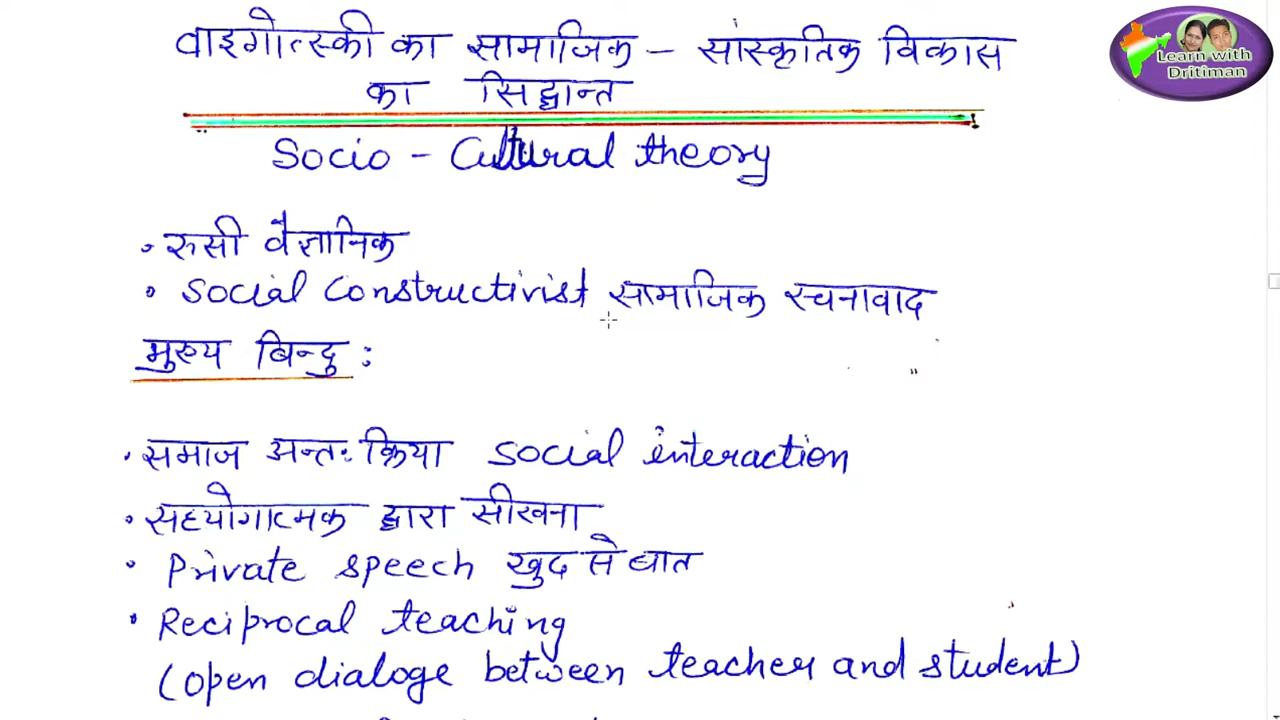 वाइगोत्स्की का सामाजिक – सांस्कृतिक विकास
का सिद्धान्त
Learn with
Dritiman
Socio - Cultural theory
• रुसी वैज्ञानिक
• Social Constructivist सामाजिक रचनावाद
मुख्य बिन्दु :
• समाज अन्तः क्रिया social interaction
• सहयोगात्मक द्वारा सीखना
• Private speech खुद से बात
• Reciprocal teaching
(open dialoge between teacher and student)